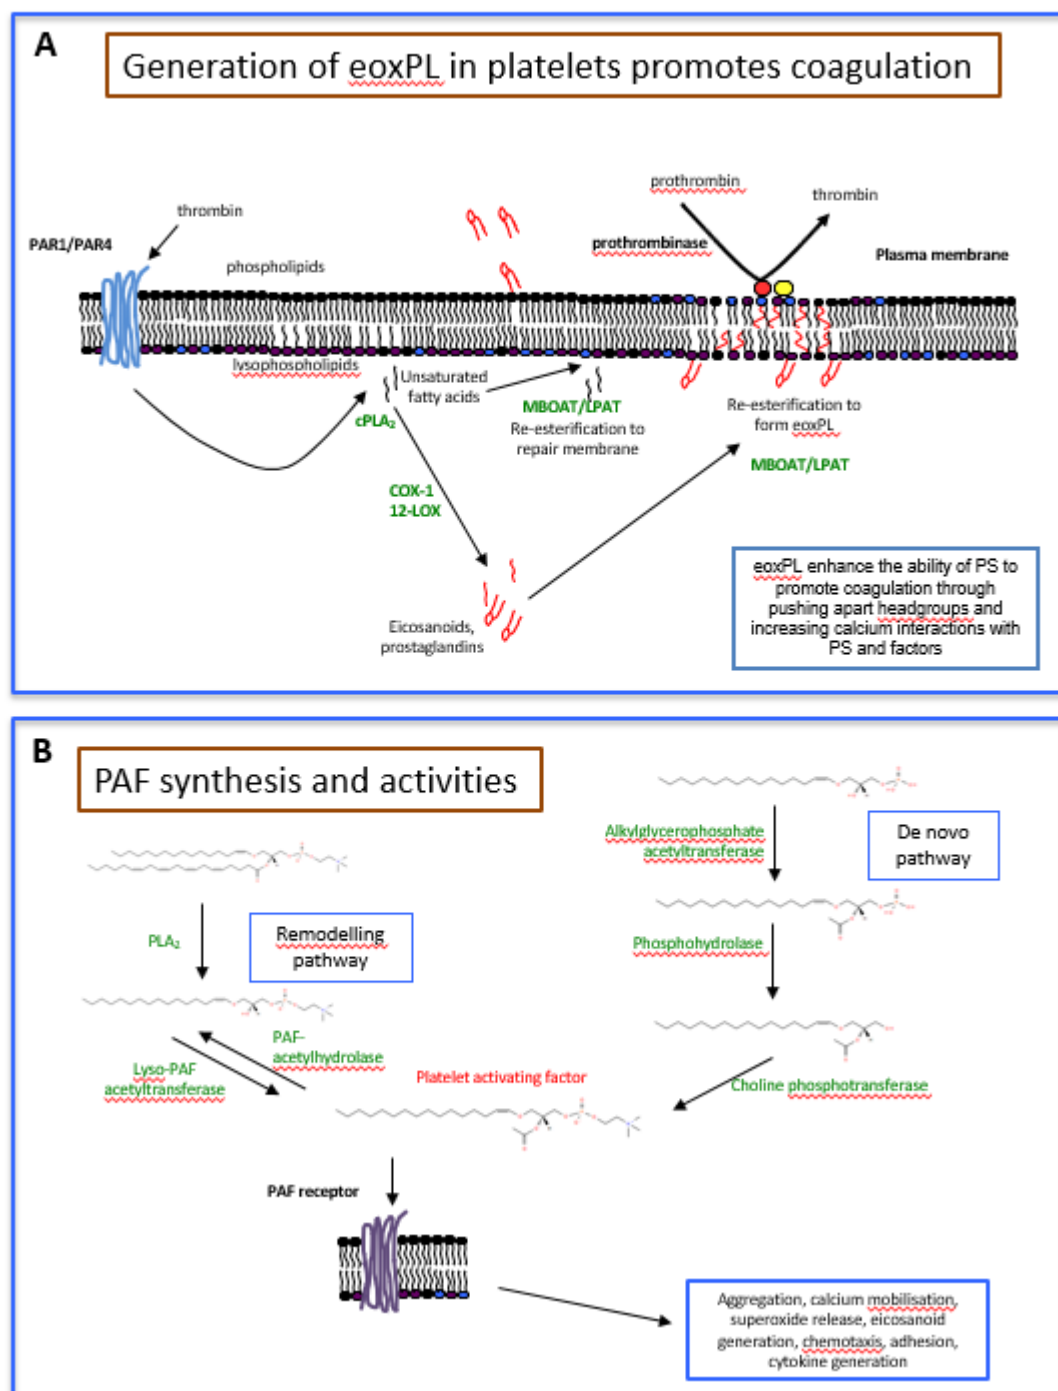 A
Generation of eoxPL in platelets promotes coagulation
prothrombin
thrombin
thrombin
PAR1/PAR4
prothrombinase
Plasma membrane
phospholipids
lysophospholipids
Unsaturated
fatty acids
cPLA₂
MBOAT/LPAT
Re-esterification to
repair membrane
Re-esterification to
form eoxPL
MBOAT/LPAT
COX-1
12-LOX
Eicosanoids,
prostaglandins
eoxPL enhance the ability of PS to
promote coagulation through
pushing apart headgroups and
increasing calcium interactions with
PS and factors
B
PAF synthesis and activities
Alkylglycerophosphate
acetyltransferase
De novo
pathway
PLA₂
Remodelling
pathway
Phosphohydrolase
PAF-
acetylhydrolase
Lyso-PAF
acetyltransferase
Platelet activating factor
Choline phosphotransferase
PAF receptor
Aggregation, calcium mobilisation,
superoxide release, eicosanoid
generation, chemotaxis, adhesion,
cytokine generation